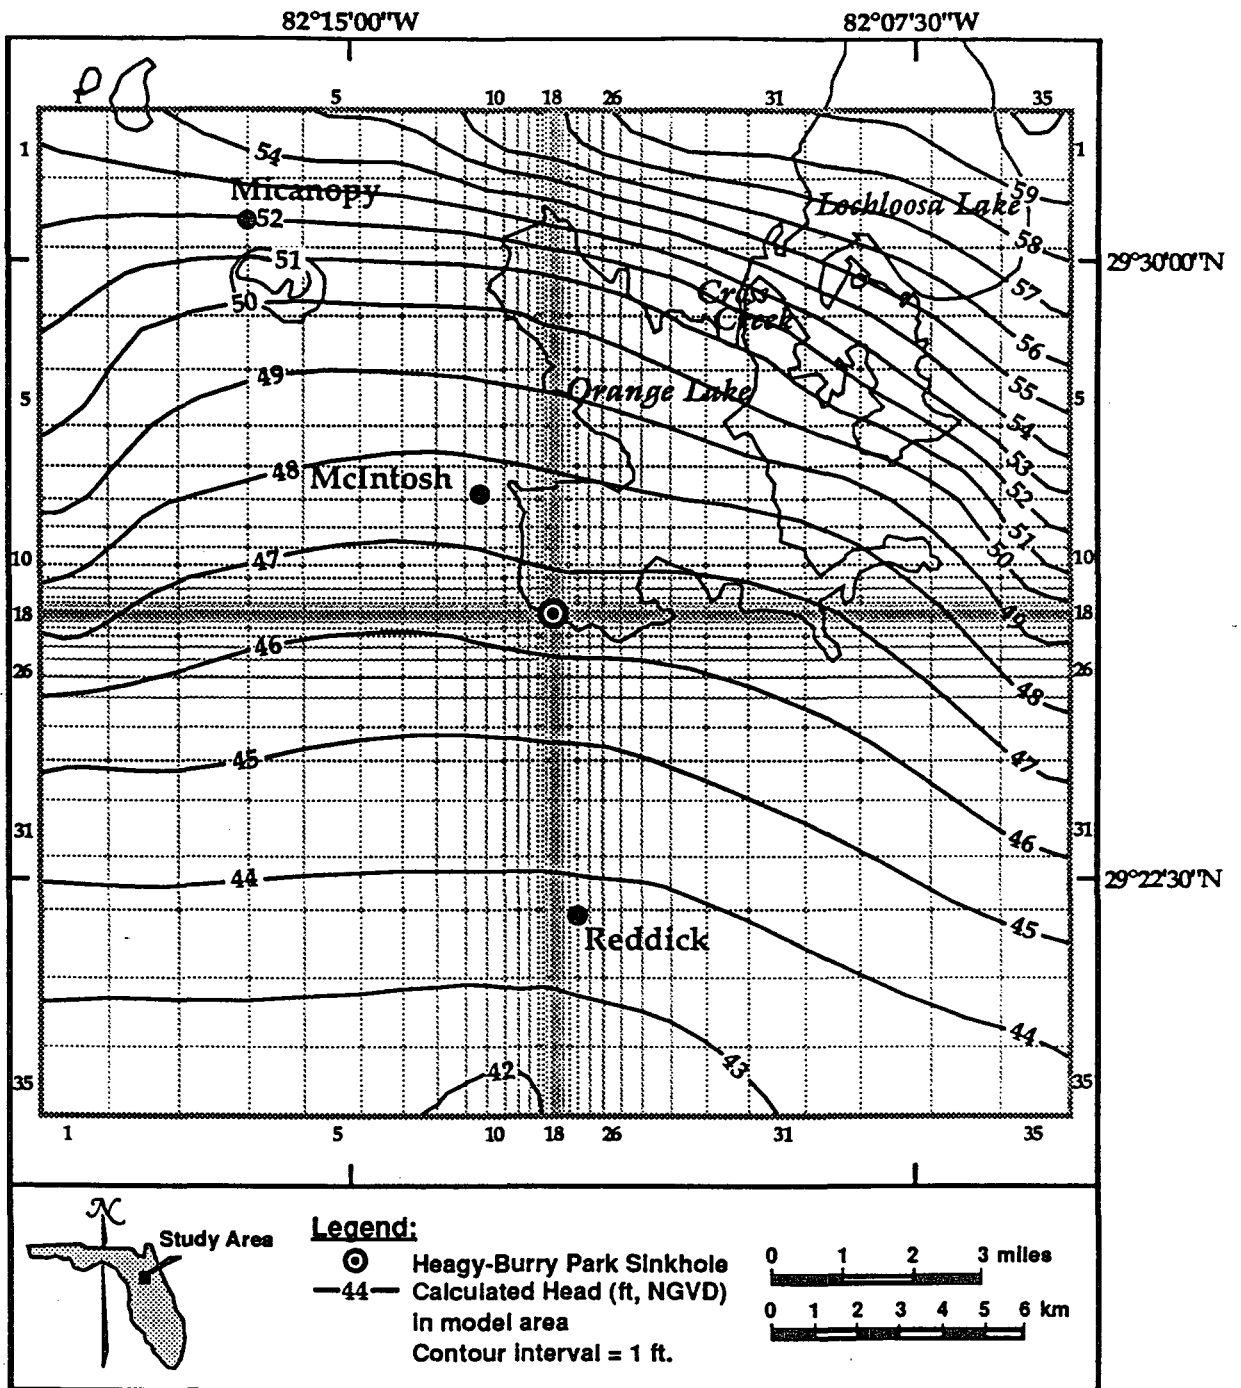 82°15'00"W 82°07'30"W
1 5 10 18 26 31 35
1 1
54
59
Micanopy
Lochloosa Lake
52
58
51
29°30'00"N
50
57
Cross
Creek
56
49
55
Orange Lake
5 5
54
53
48
McIntosh
52
51
50
47
10 10
18 18
49
46
26 26
48
45
47
31 31
46
44
29°22'30"N
45
Reddick
44
43
42
35 35
1 5 10 18 26 31 35
N
Study Area
Legend:
Heagy-Burry Park Sinkhole
44 Calculated Head (ft, NGVD)
in model area
Contour interval = 1 ft.
0 1 2 3 miles
0 1 2 3 4 5 6 km